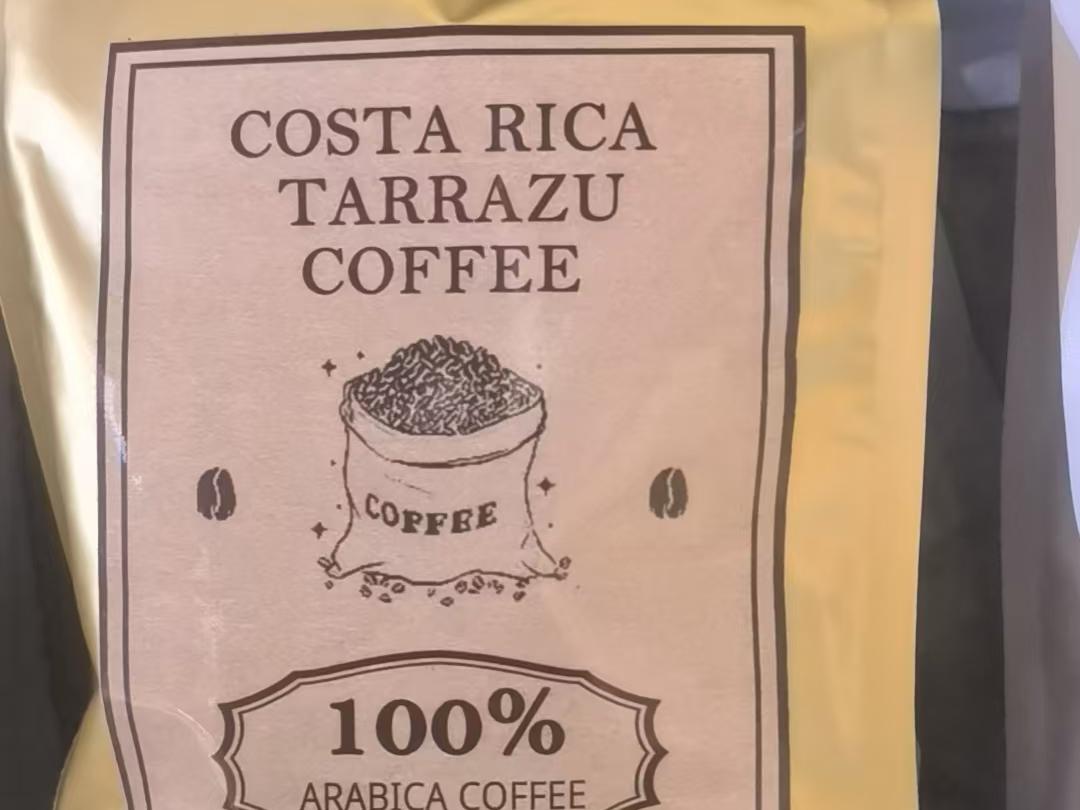 COSTA RICA
TARRAZU
COFFEE
COFFEE
100%
ARABICA COFFEE